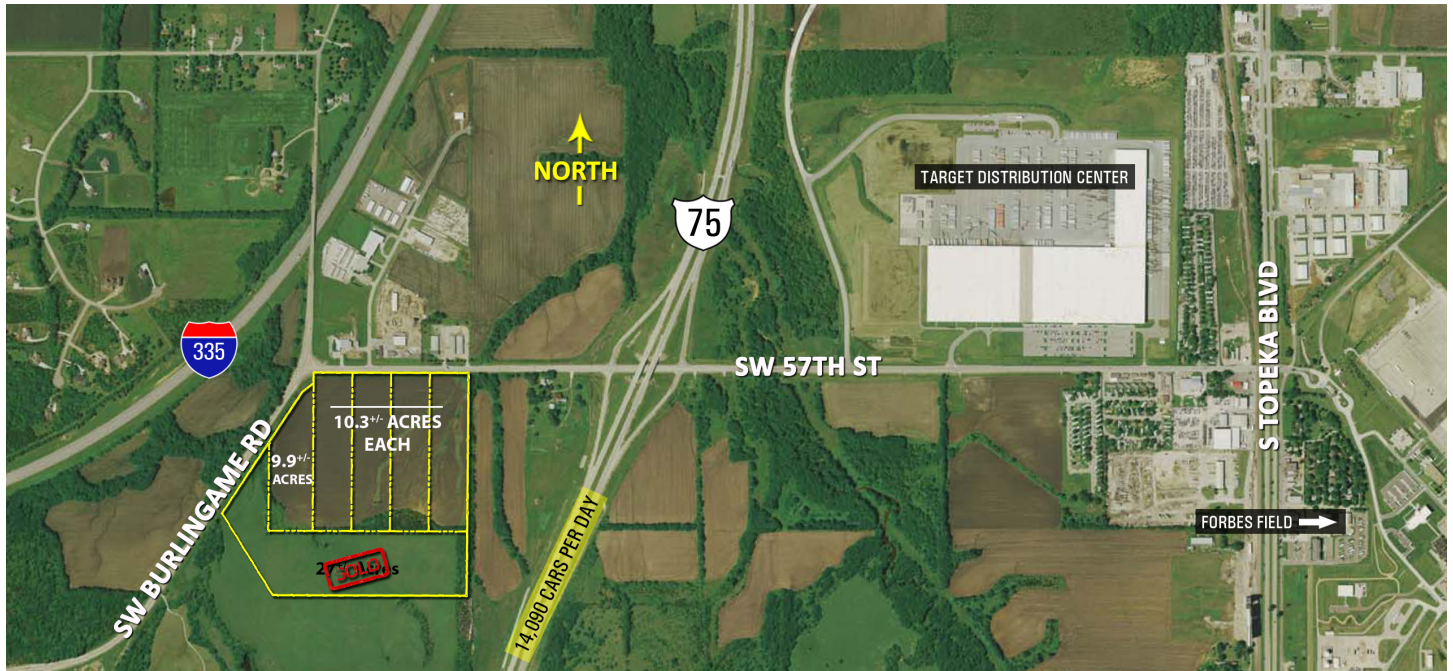 NORTH
75
TARGET DISTRIBUTION CENTER
335
SW 57TH ST
S TOPEKA BLVD
10.3+/- ACRES
EACH
9.9+/-
ACRES
SW BURLINGAME RD
14,090 CARS PER DAY
FORBES FIELD
SOLD